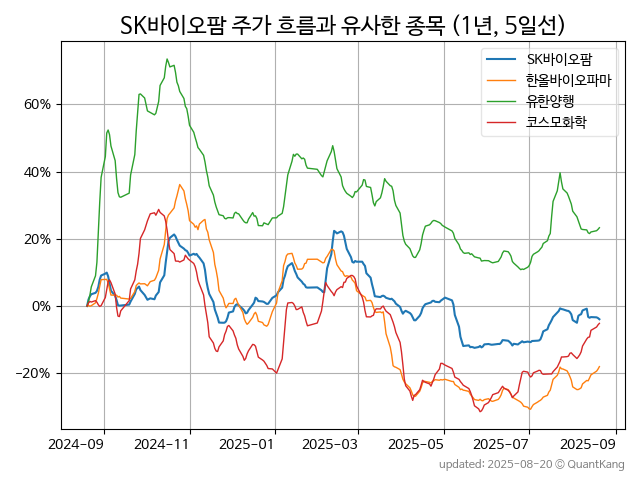 SK바이오팜 주가 흐름과 유사한 종목 (1년, 5일선)
SK바이오팜
한올바이오파마
유한양행
코스모화학
60%
40%
20%
0%
−20%
2024-09 2024-11 2025-01 2025-03 2025-05 2025-07 2025-09
updated: 2025-08-20 © QuantKang